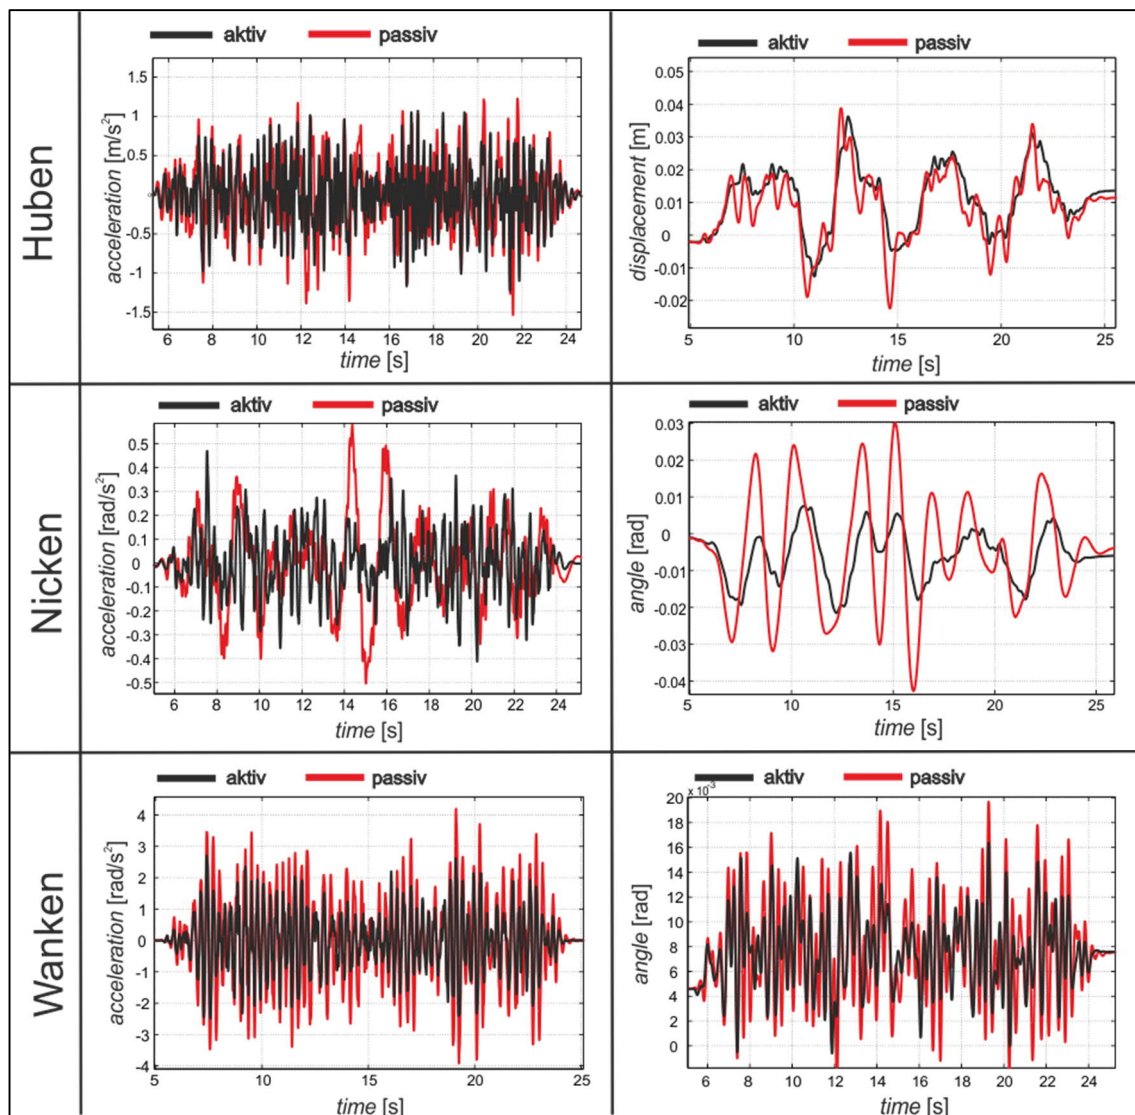 Huben
aktiv passiv
acceleration [m/s²]
1.5
1
0.5
0
-0.5
-1
-1.5
6 8 10 12 14 16 18 20 22 24
time [s]
aktiv passiv
displacement [m]
0.05
0.04
0.03
0.02
0.01
0
-0.01
-0.02
10 15 20 25
time [s]
Nicken
aktiv passiv
acceleration [rad/s²]
0.5
0.4
0.3
0.2
0.1
0
-0.1
-0.2
-0.3
-0.4
-0.5
6 8 10 12 14 16 18 20 22 24
time [s]
aktiv passiv
angle [rad]
0.03
0.02
0.01
0
-0.01
-0.02
-0.03
-0.04
5 10 15 20 25
time [s]
Wanken
aktiv passiv
acceleration [rad/s²]
4
3
2
1
0
-1
-2
-3
-4
5 10 15 20 25
time [s]
aktiv passiv
x 10⁻³
angle [rad]
20
18
16
14
12
10
8
6
4
2
0
6 8 10 12 14 16 18 20 22 24
time [s]